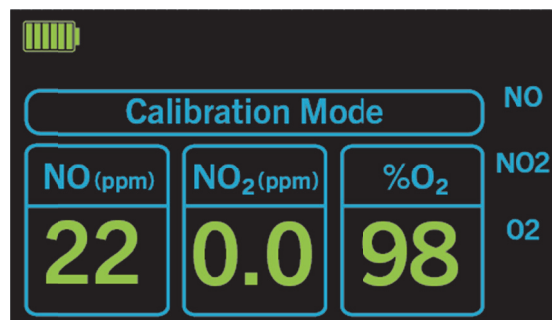 Calibration Mode
NO
NO(ppm) NO₂(ppm) %O₂
NO2
22 0.0 98
O2